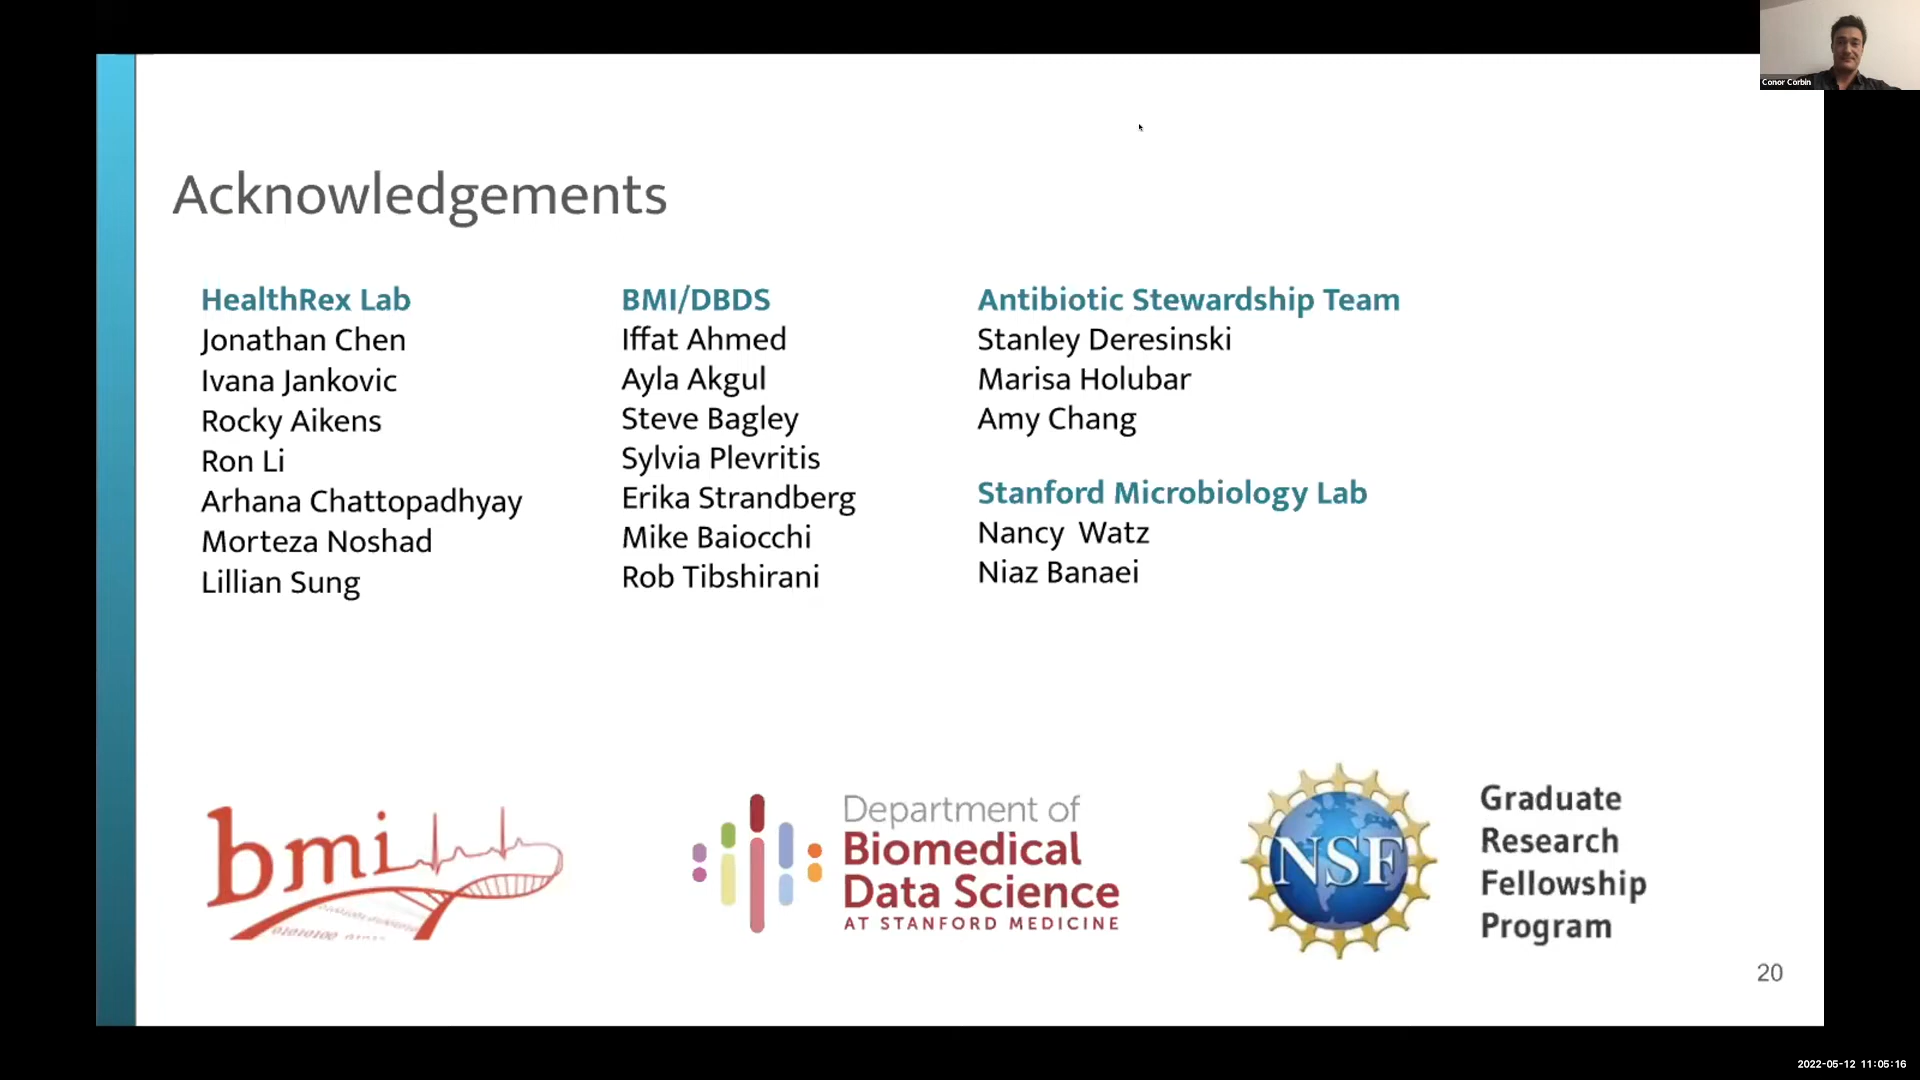 Conor Corbin
Acknowledgements
HealthRex Lab
Jonathan Chen
Ivana Jankovic
Rocky Aikens
Ron Li
Arhana Chattopadhyay
Morteza Noshad
Lillian Sung
BMI/DBDS
Iffat Ahmed
Ayla Akgul
Steve Bagley
Sylvia Plevritis
Erika Strandberg
Mike Baiocchi
Rob Tibshirani
Antibiotic Stewardship Team
Stanley Deresinski
Marisa Holubar
Amy Chang
Stanford Microbiology Lab
Nancy Watz
Niaz Banaei
bmi
Department of
Biomedical
Data Science
AT STANFORD MEDICINE
NSF
Graduate
Research
Fellowship
Program
20
2022-05-12 11:05:16